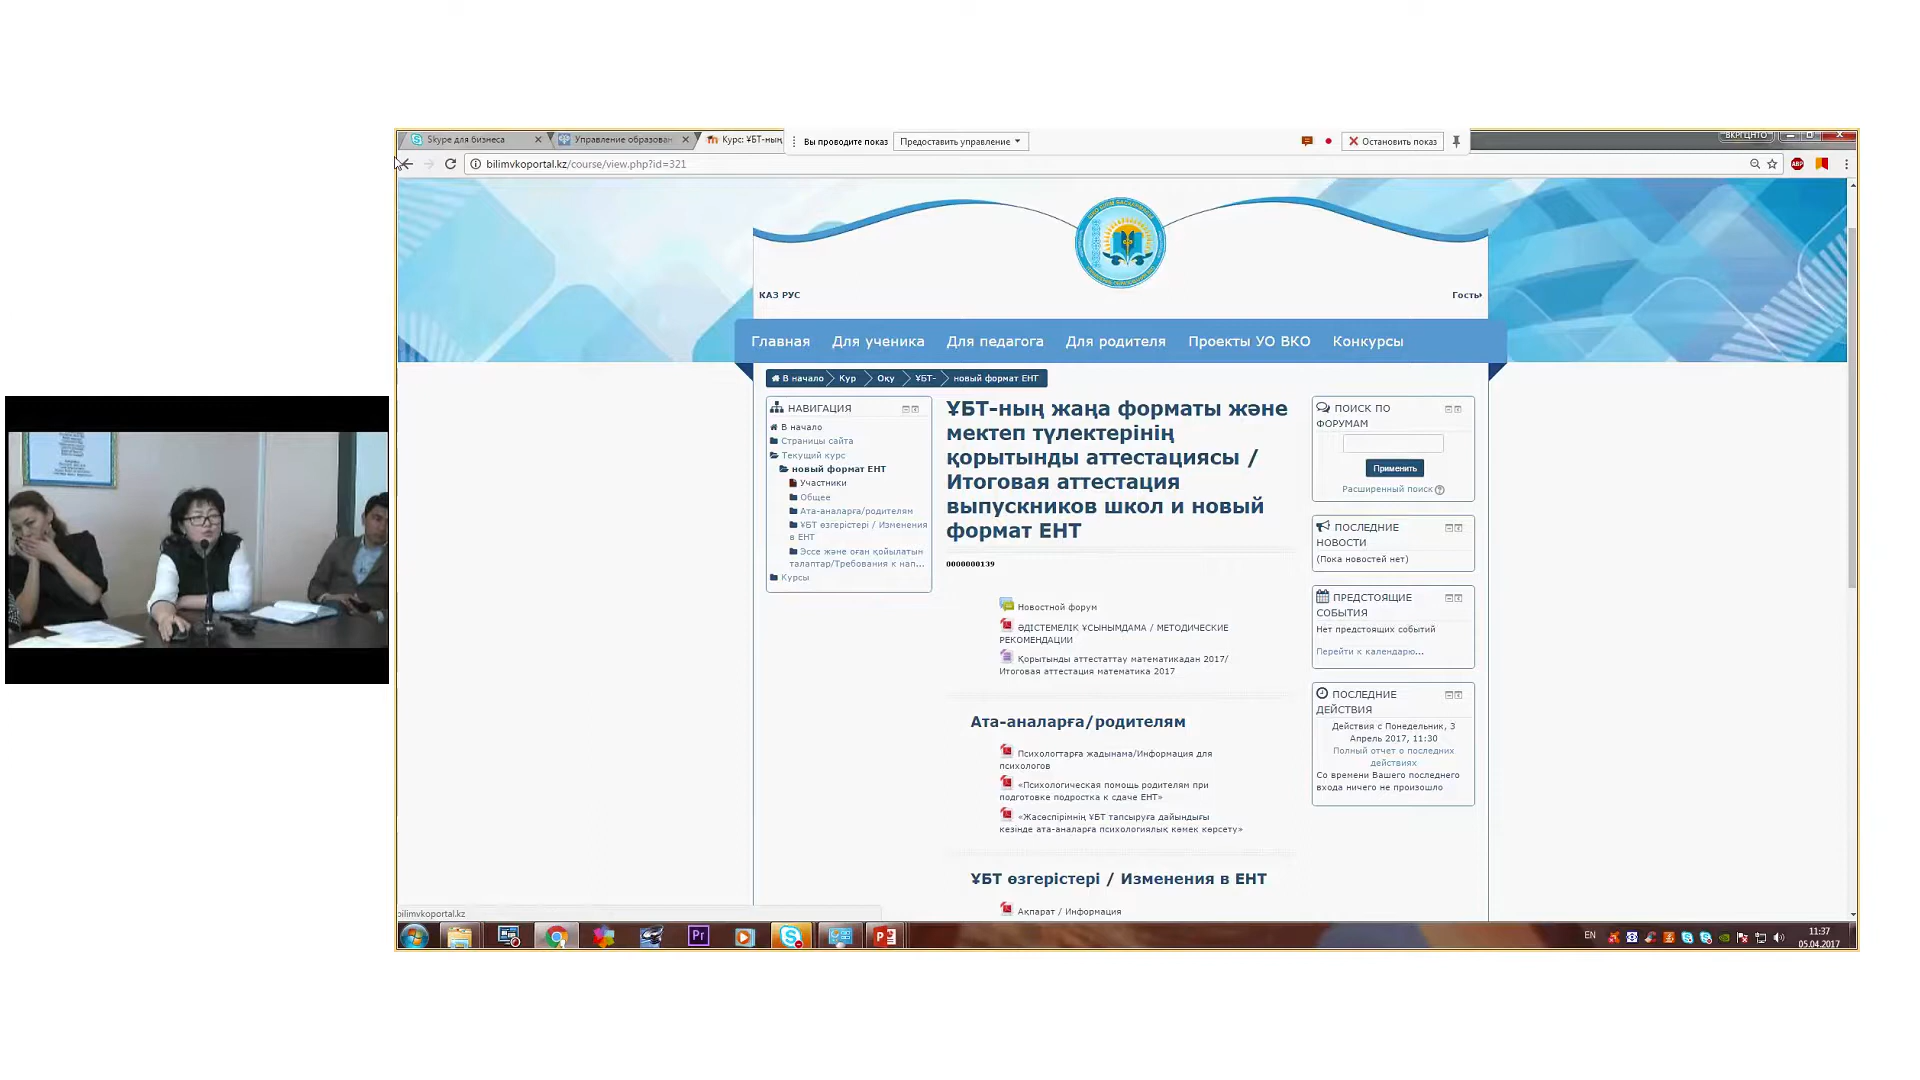 Skype для бизнеса
Управление образован
Курс: ҰБТ-ның
Вы проводите показ
Предоставить управление
Остановить показ
ВКРГЦНТО
bilimvkoportal.kz/course/view.php?id=321
ABP
КАЗ РУС
Гость
Главная
Для ученика
Для педагога
Для родителя
Проекты УО ВКО
Конкурсы
В начало
Кур
Оқу
ҰБТ-
новый формат ЕНТ
НАВИГАЦИЯ
В начало
Страницы сайта
Текущий курс
новый формат ЕНТ
Участники
Общее
Ата-аналарға/родителям
ҰБТ өзгерістері / Изменения
в ЕНТ
Эссе және оған қойылатын
талаптар/Требования к нап...
Курсы
ҰБТ-ның жаңа форматы және
мектеп түлектерінің
қорытынды аттестациясы /
Итоговая аттестация
выпускников школ и новый
формат ЕНТ
0000000139
Новостной форум
ӘДІСТЕМЕЛІК ҰСЫНЫМДАМА / МЕТОДИЧЕСКИЕ
РЕКОМЕНДАЦИИ
Қорытынды аттестаттау математикадан 2017/
Итоговая аттестация математика 2017
Ата-аналарға/родителям
Психологтарға жадынама/Информация для
психологов
«Психологическая помощь родителям при
подготовке подростка к сдаче ЕНТ»
«Жасөспірімнің ҰБТ тапсыруға дайындығы
кезінде ата-аналарға психологиялық көмек көрсету»
ҰБТ өзгерістері / Изменения в ЕНТ
Ақпарат / Информация
ПОИСК ПО
ФОРУМАМ
Применить
Расширенный поиск
ПОСЛЕДНИЕ
НОВОСТИ
(Пока новостей нет)
ПРЕДСТОЯЩИЕ
СОБЫТИЯ
Нет предстоящих событий
Перейти к календарю...
ПОСЛЕДНИЕ
ДЕЙСТВИЯ
Действия с Понедельник, 3
Апрель 2017, 11:30
Полный отчет о последних
действиях
Со времени Вашего последнего
входа ничего не произошло
bilimvkoportal.kz
Pr
EN
11:37
05.04.2017